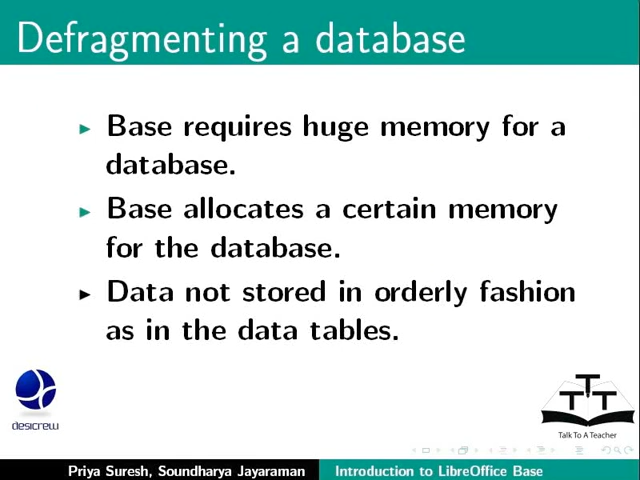 Defragmenting a database
Base requires huge memory for a
database.
Base allocates a certain memory
for the database.
Data not stored in orderly fashion
as in the data tables.
desicrew
TTT
Talk To A Teacher
Priya Suresh, Soundharya Jayaraman
Introduction to LibreOffice Base